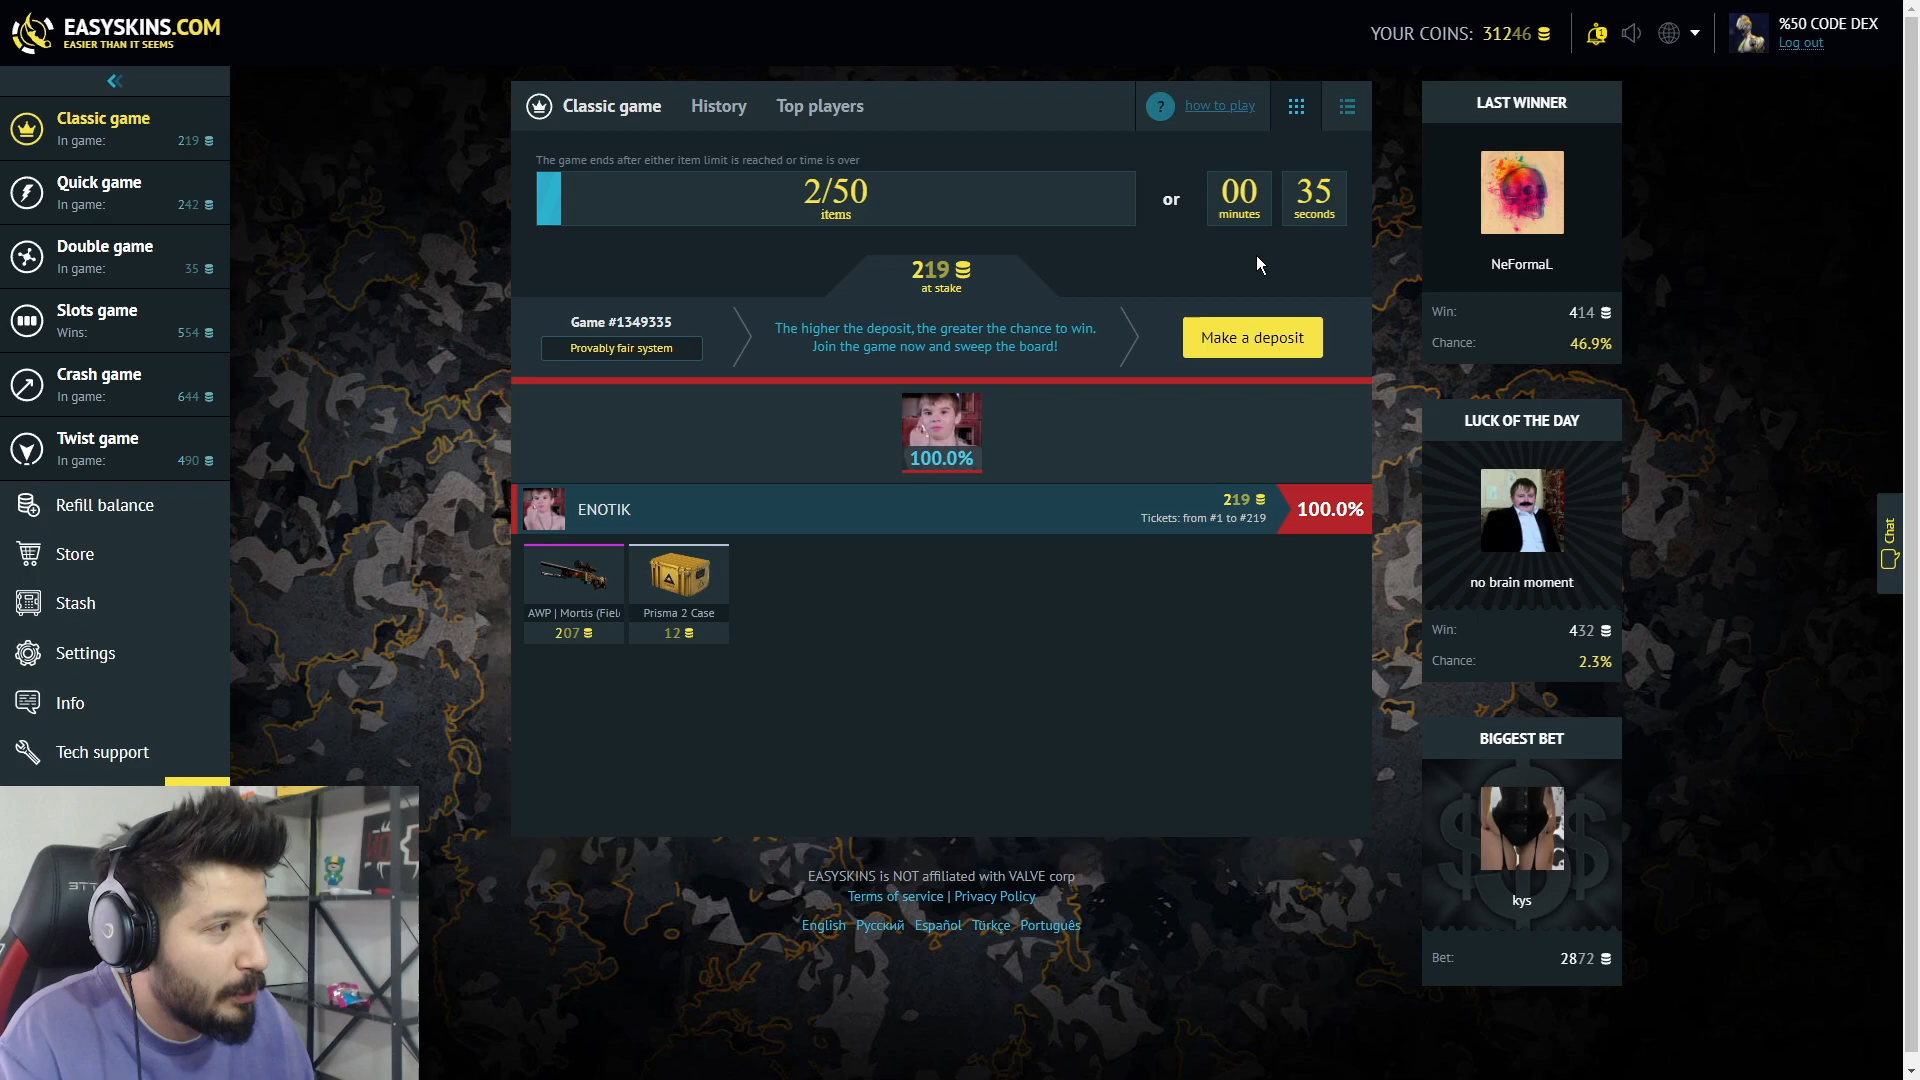 EASYSKINS.COM
EASIER THAN IT SEEMS
YOUR COINS: 31246
1
%50 CODE DEX
Log out
Classic game
In game: 219
Quick game
In game: 242
Double game
In game: 35
Slots game
Wins: 554
Crash game
In game: 644
Twist game
In game: 490
Refill balance
Store
Stash
Settings
Info
Tech support
Classic game
History
Top players
?
how to play
The game ends after either item limit is reached or time is over
2/50
items
or
00
minutes
35
seconds
219
at stake
Game #1349335
Provably fair system
The higher the deposit, the greater the chance to win.
Join the game now and sweep the board!
Make a deposit
100.0%
ENOTIK
219
Tickets: from #1 to #219
100.0%
AWP | Mortis (Fiel
207
Prisma 2 Case
12
EASYSKINS is NOT affiliated with VALVE corp
Terms of service | Privacy Policy
English Русский Español Türkçe Português
LAST WINNER
NeFormaL
Win: 414
Chance: 46.9%
LUCK OF THE DAY
no brain moment
Win: 432
Chance: 2.3%
BIGGEST BET
kys
Bet: 2872
Chat